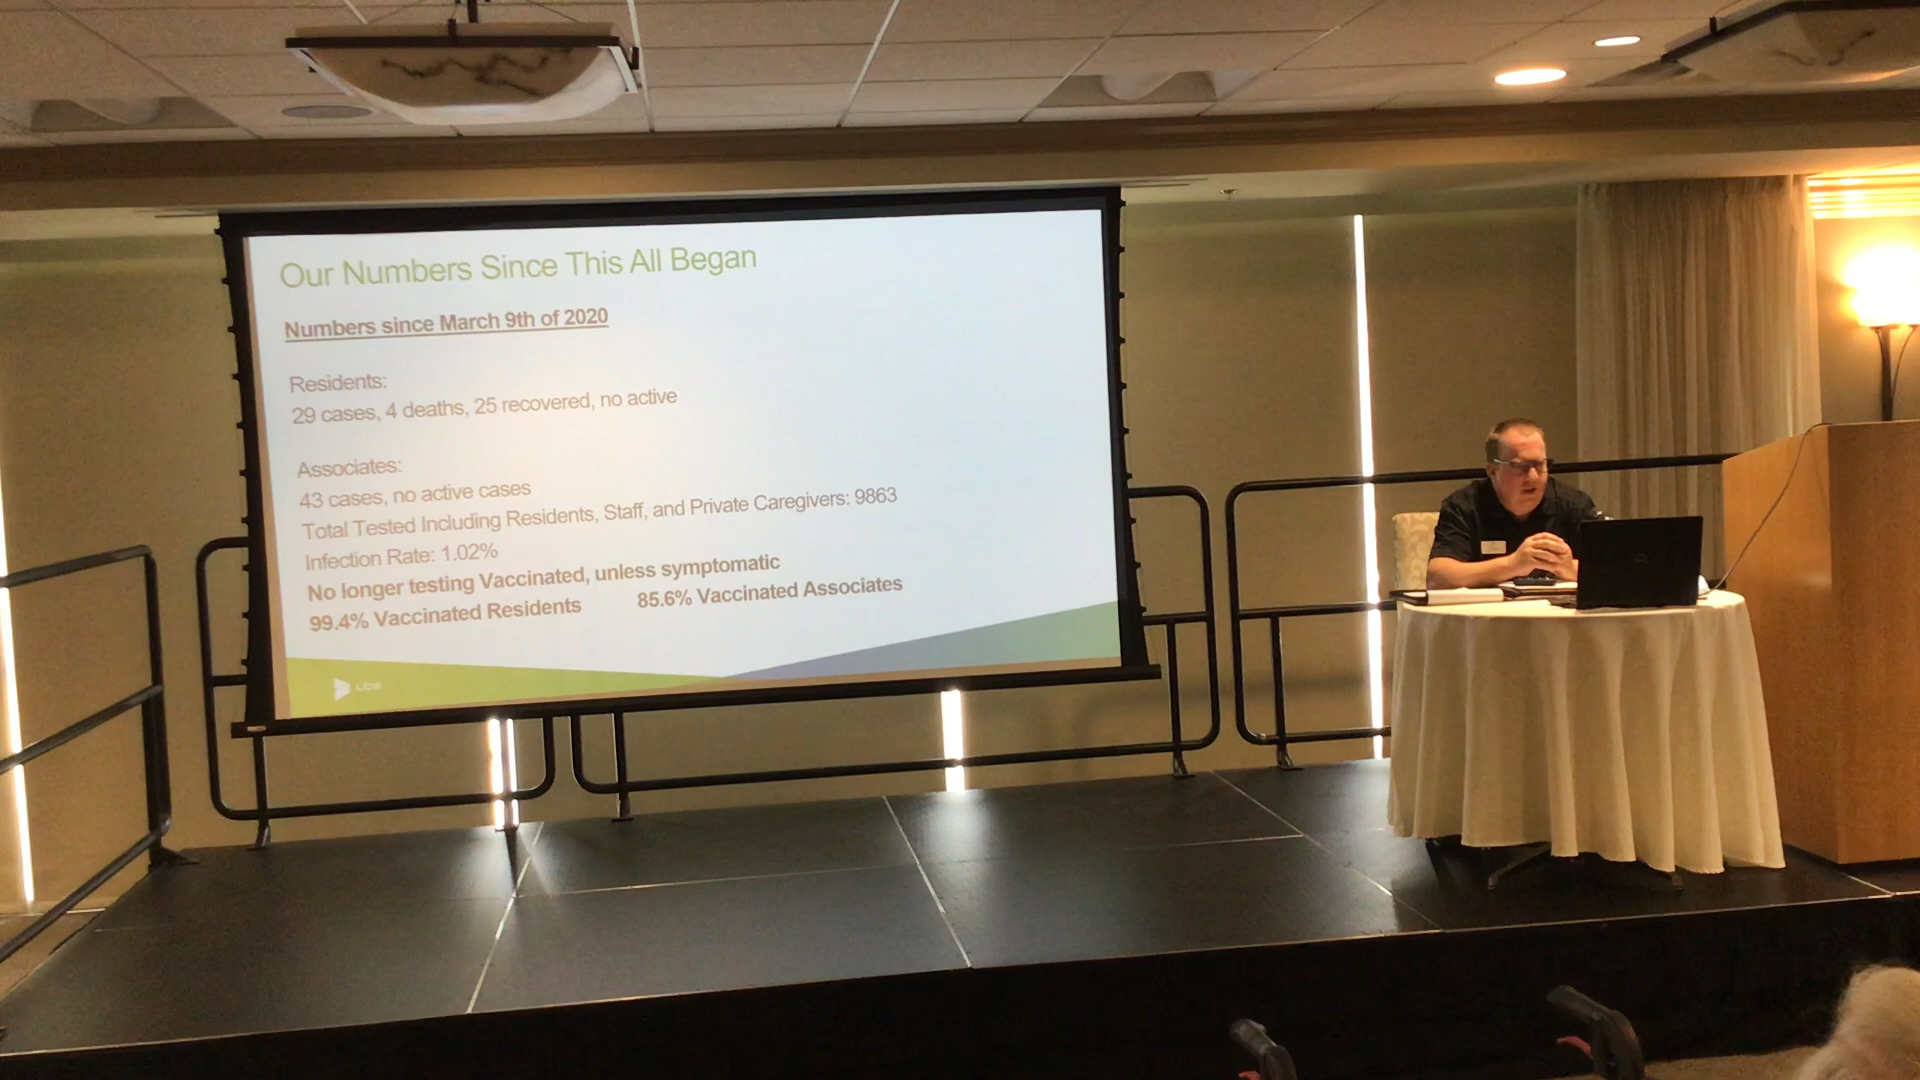 Our Numbers Since This All Began
Numbers since March 9th of 2020
Residents:
29 cases, 4 deaths, 25 recovered, no active
Associates:
43 cases, no active cases
Total Tested Including Residents, Staff, and Private Caregivers: 9863
Infection Rate: 1.02%
No longer testing Vaccinated, unless symptomatic
99.4% Vaccinated Residents 85.6% Vaccinated Associates
LCS